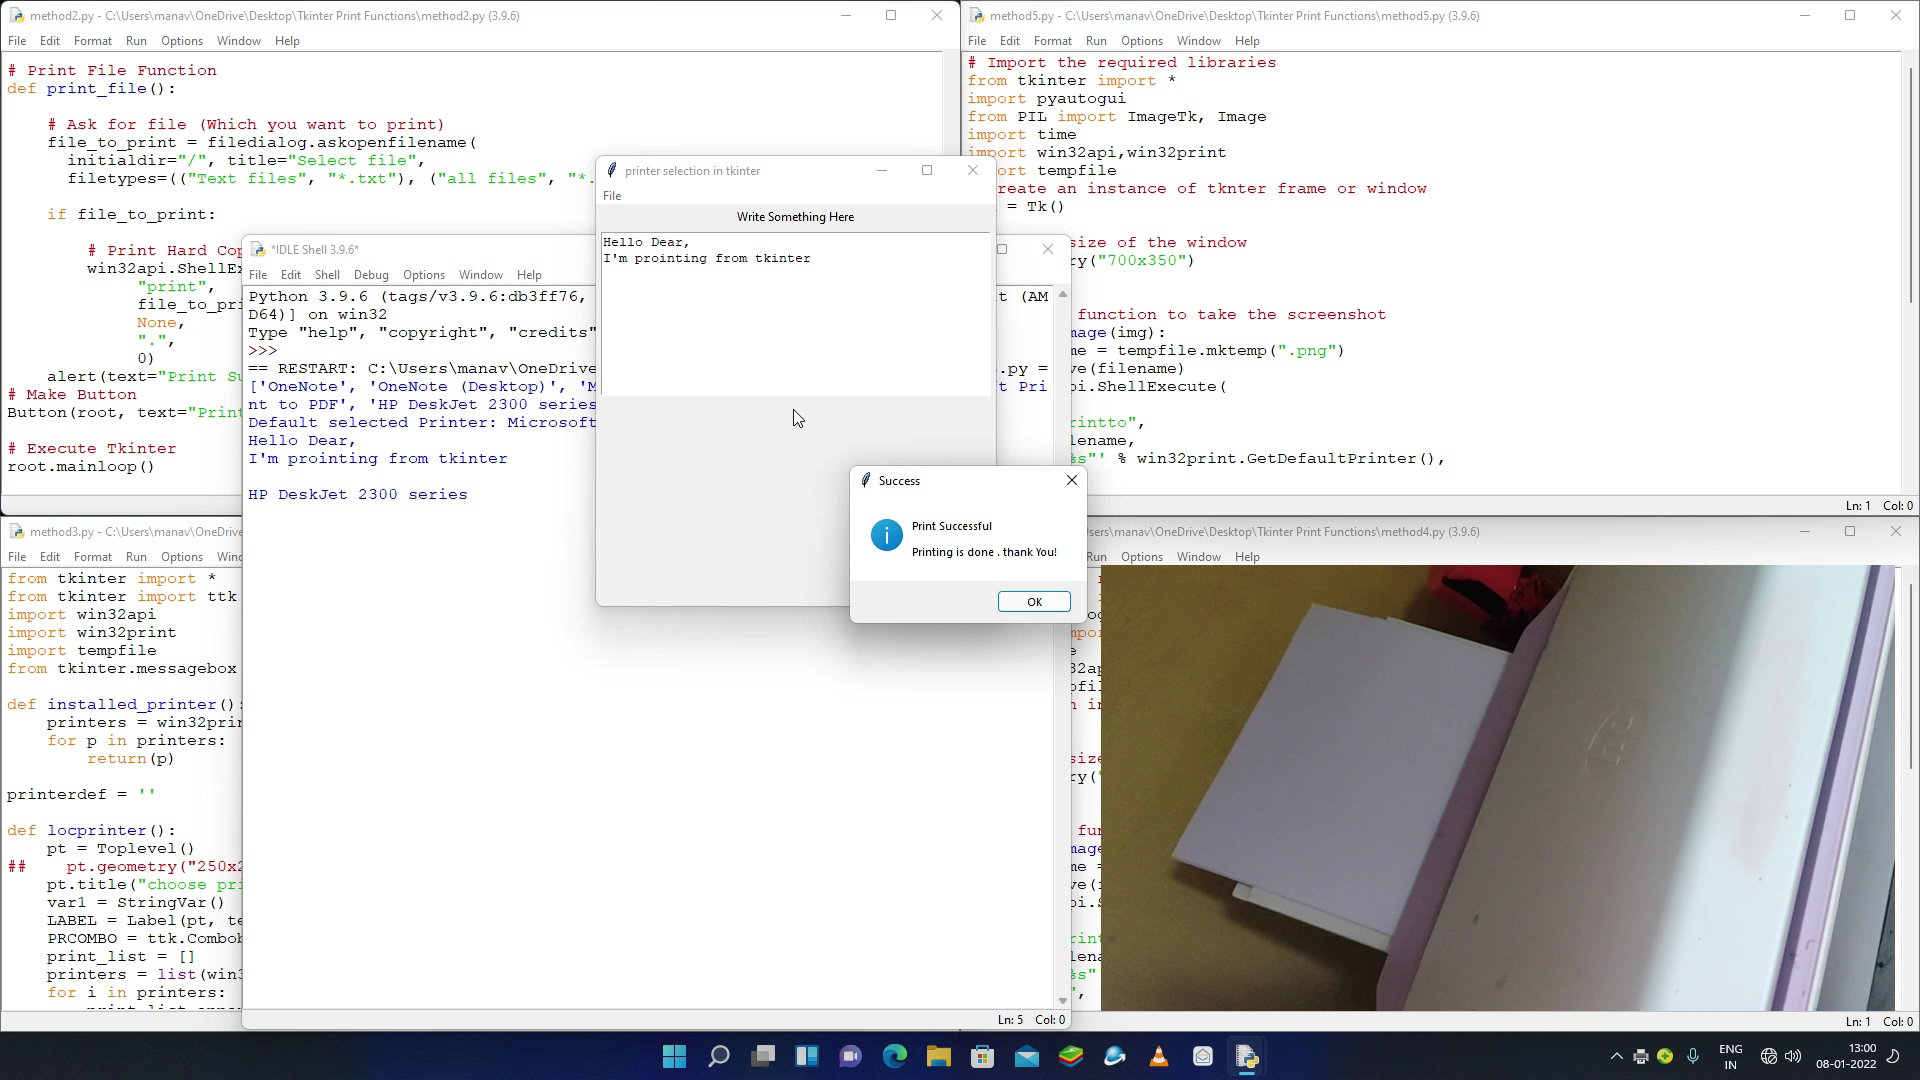 method2.py - C:\Users\manav\OneDrive\Desktop\Tkinter Print Functions\method2.py (3.9.6)
File Edit Format Run Options Window Help
# Print File Function
def print_file():
# Ask for file (Which you want to print)
file_to_print = filedialog.askopenfilename(
initialdir="/", title="Select file",
filetypes=(("Text files", "*.txt"), ("all files", "*.
if file_to_print:
# Print Hard Cop
win32api.ShellEx
"print",
file_to_pri
None,
".",
0)
alert(text="Print Su
# Make Button
Button(root, text="Print
# Execute Tkinter
root.mainloop()
method5.py - C:\Users\manav\OneDrive\Desktop\Tkinter Print Functions\method5.py (3.9.6)
File Edit Format Run Options Window Help
# Import the required libraries
from tkinter import *
import pyautogui
from PIL import ImageTk, Image
import time
import win32api,win32print
ort tempfile
reate an instance of tknter frame or window
= Tk()
size of the window
ry("700x350")
function to take the screenshot
mage(img):
me = tempfile.mktemp(".png")
ve(filename)
pi.ShellExecute(
rintto",
lename,
%s"' % win32print.GetDefaultPrinter(),
Ln: 1 Col: 0
printer selection in tkinter
File
Write Something Here
Hello Dear,
I'm prointing from tkinter
*IDLE Shell 3.9.6*
File Edit Shell Debug Options Window Help
Python 3.9.6 (tags/v3.9.6:db3ff76, t (AM
D64)] on win32
Type "help", "copyright", "credits"
>>>
== RESTART: C:\Users\manav\OneDrive .py =
['OneNote', 'OneNote (Desktop)', 'M t Pri
nt to PDF', 'HP DeskJet 2300 series
Default selected Printer: Microsoft
Hello Dear,
I'm prointing from tkinter
HP DeskJet 2300 series
Ln: 5 Col: 0
Success
Print Successful
Printing is done . thank You!
OK
method3.py - C:\Users\manav\OneDrive
File Edit Format Run Options Wind
from tkinter import *
from tkinter import ttk
import win32api
import win32print
import tempfile
from tkinter.messagebox
def installed_printer():
printers = win32prin
for p in printers:
return(p)
printerdef = ''
def locprinter():
pt = Toplevel()
## pt.geometry("250x2
pt.title("choose pri
var1 = StringVar()
LABEL = Label(pt, te
PRCOMBO = ttk.Combob
print_list = []
printers = list(win3
for i in printers:
manav\OneDrive\Desktop\Tkinter Print Functions\method4.py (3.9.6)
Run Options Window Help
Ln: 1 Col: 0
hp
ENG
IN
13:00
08-01-2022